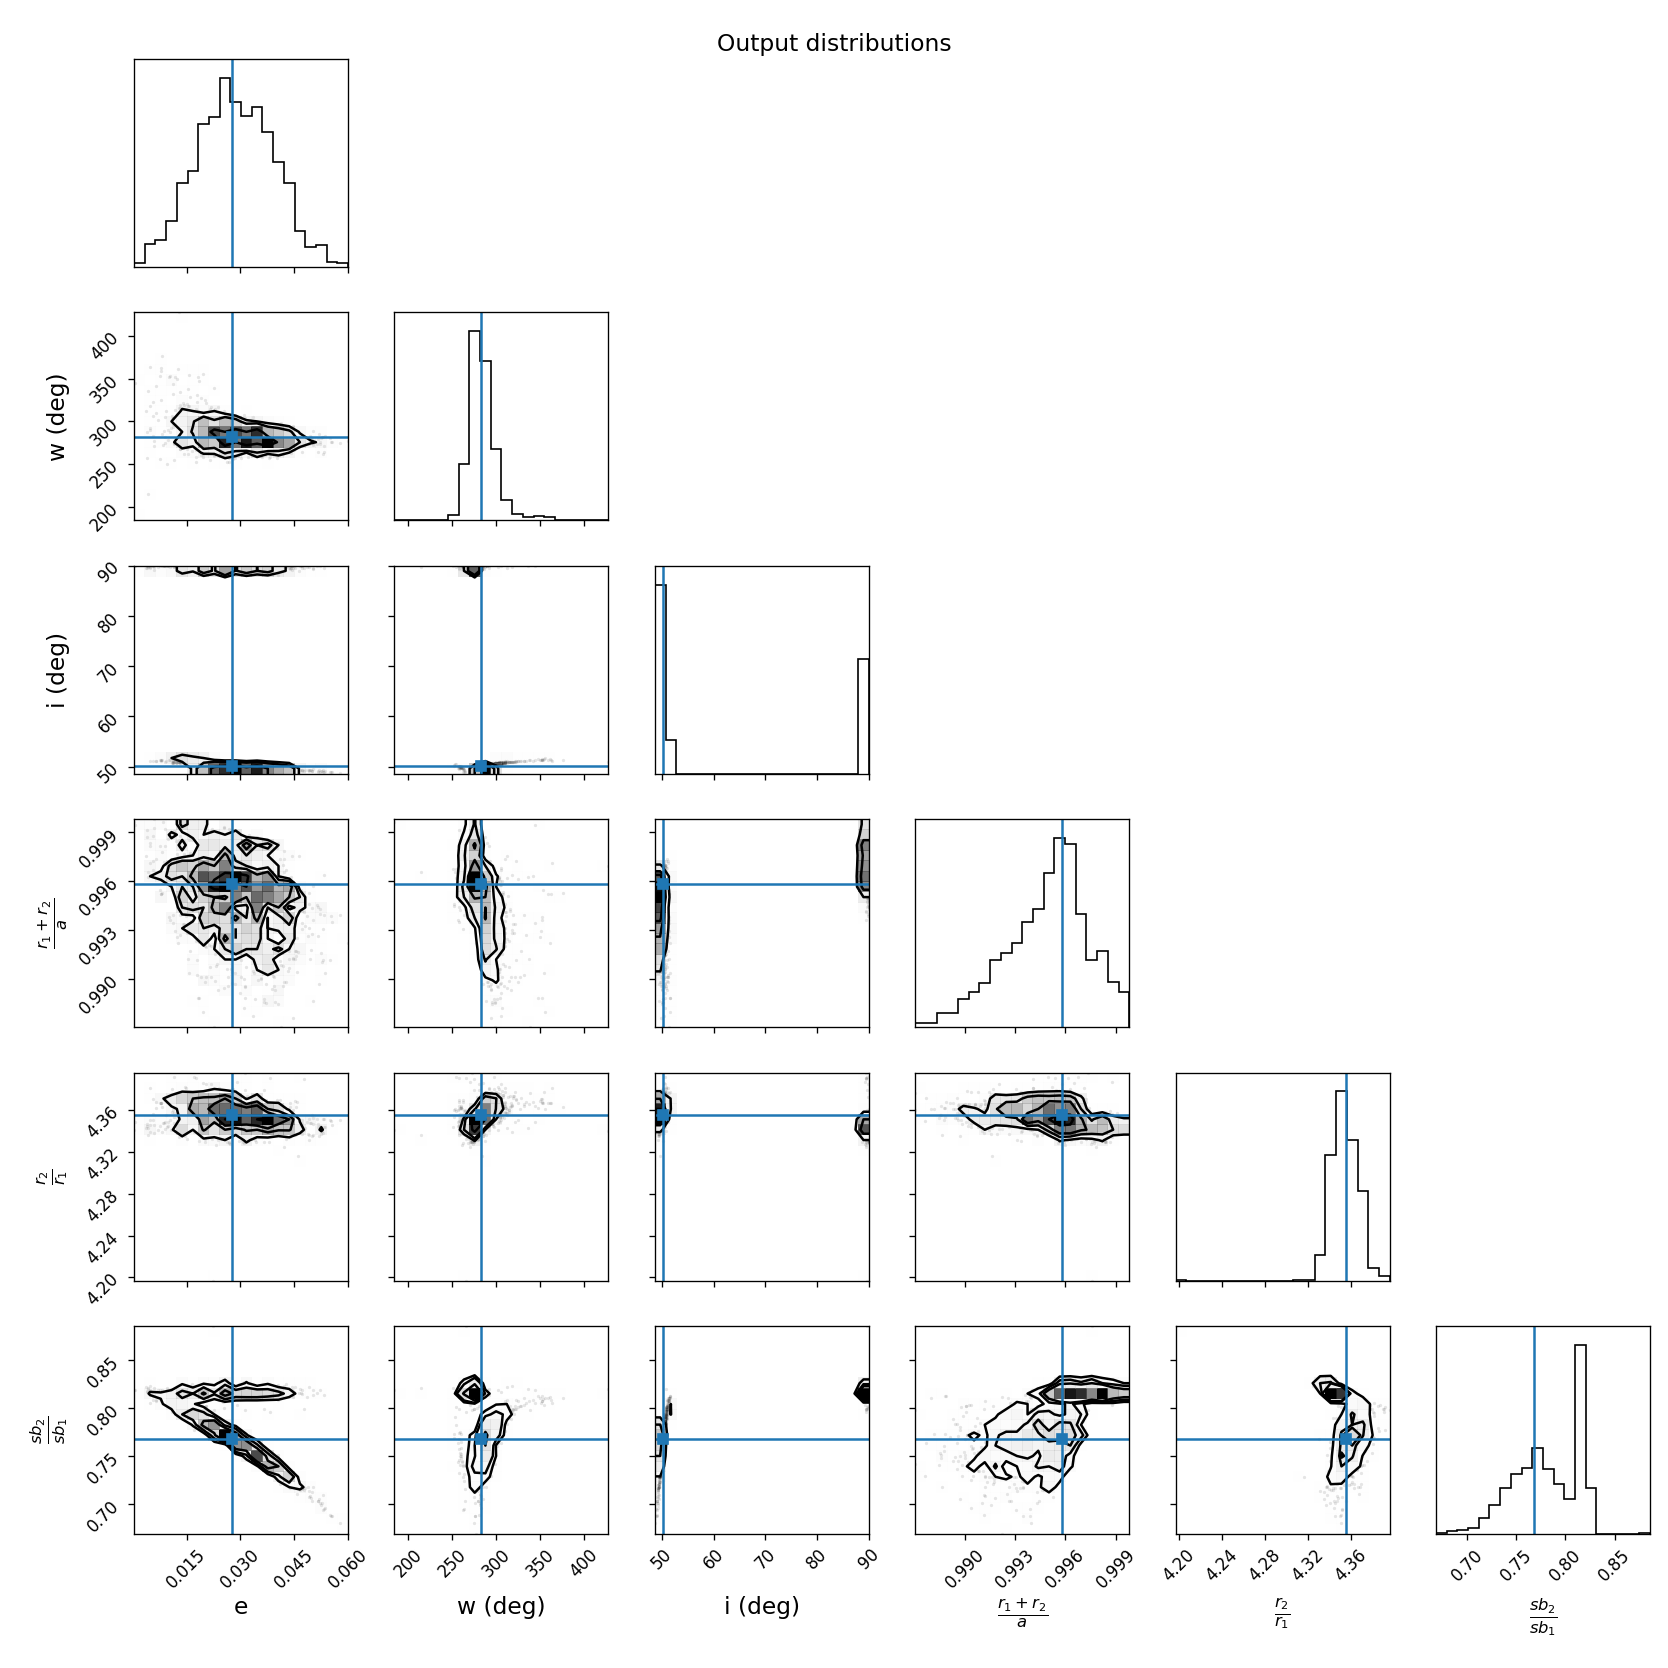 Output distributions
w (deg)
400
350
300
250
200
i (deg)
90
80
70
60
50
r₁ + r₂
a
0.999
0.996
0.993
0.990
r₂
r₁
4.36
4.32
4.28
4.24
4.20
sb₂
sb₁
0.85
0.80
0.75
0.70
0.015 0.030 0.045 0.060
200 250 300 350 400
50 60 70 80 90
0.990 0.993 0.996 0.999
4.20 4.24 4.28 4.32 4.36
0.70 0.75 0.80 0.85
e
w (deg)
i (deg)
r₁ + r₂
a
r₂
r₁
sb₂
sb₁